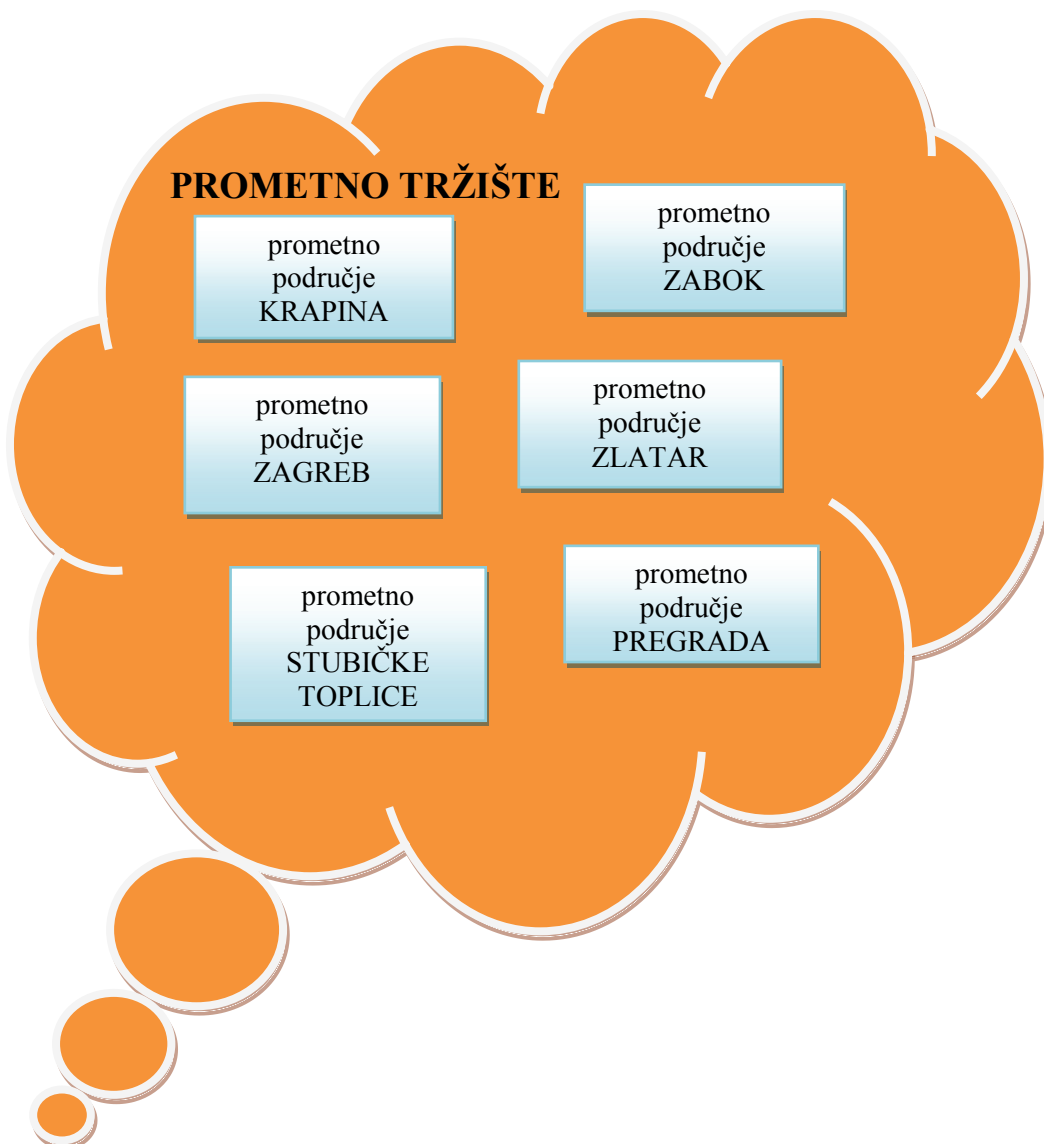 PROMETNO TRŽIŠTE
prometno
područje
KRAPINA
prometno
područje
ZABOK
prometno
područje
ZAGREB
prometno
područje
ZLATAR
prometno
područje
STUBIČKE
TOPLICE
prometno
područje
PREGRADA